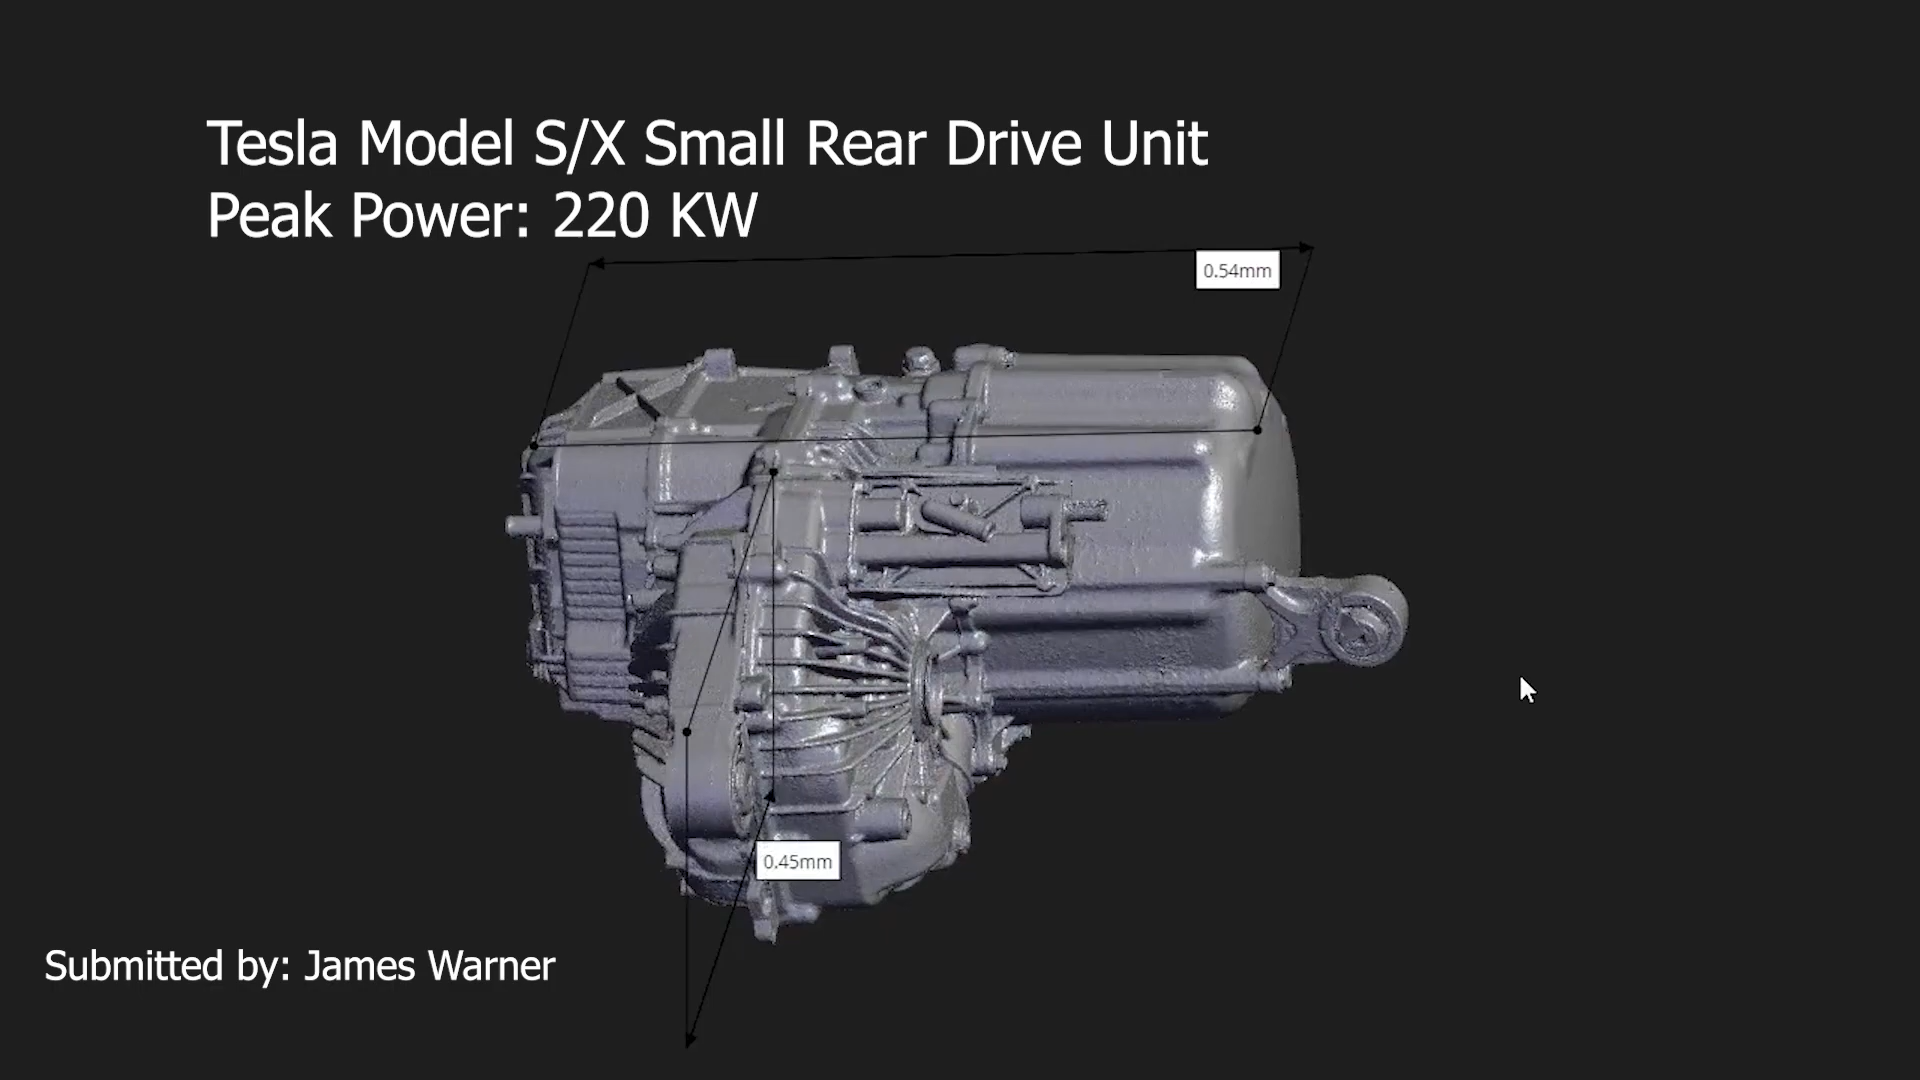 Tesla Model S/X Small Rear Drive Unit
Peak Power: 220 KW
0.54mm
0.45mm
Submitted by: James Warner